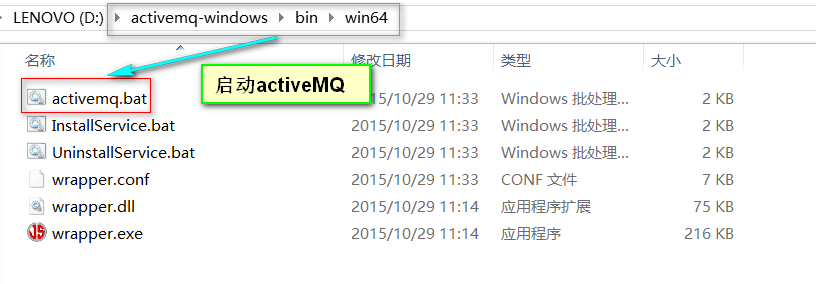 LENOVO (D:) activemq-windows bin win64
名称 修改日期 类型 大小
启动activeMQ
activemq.bat 2015/10/29 11:33 Windows 批处理... 2 KB
InstallService.bat 2015/10/29 11:33 Windows 批处理... 2 KB
UninstallService.bat 2015/10/29 11:33 Windows 批处理... 2 KB
wrapper.conf 2015/10/29 11:33 CONF 文件 7 KB
wrapper.dll 2015/10/29 11:14 应用程序扩展 75 KB
wrapper.exe 2015/10/29 11:14 应用程序 216 KB